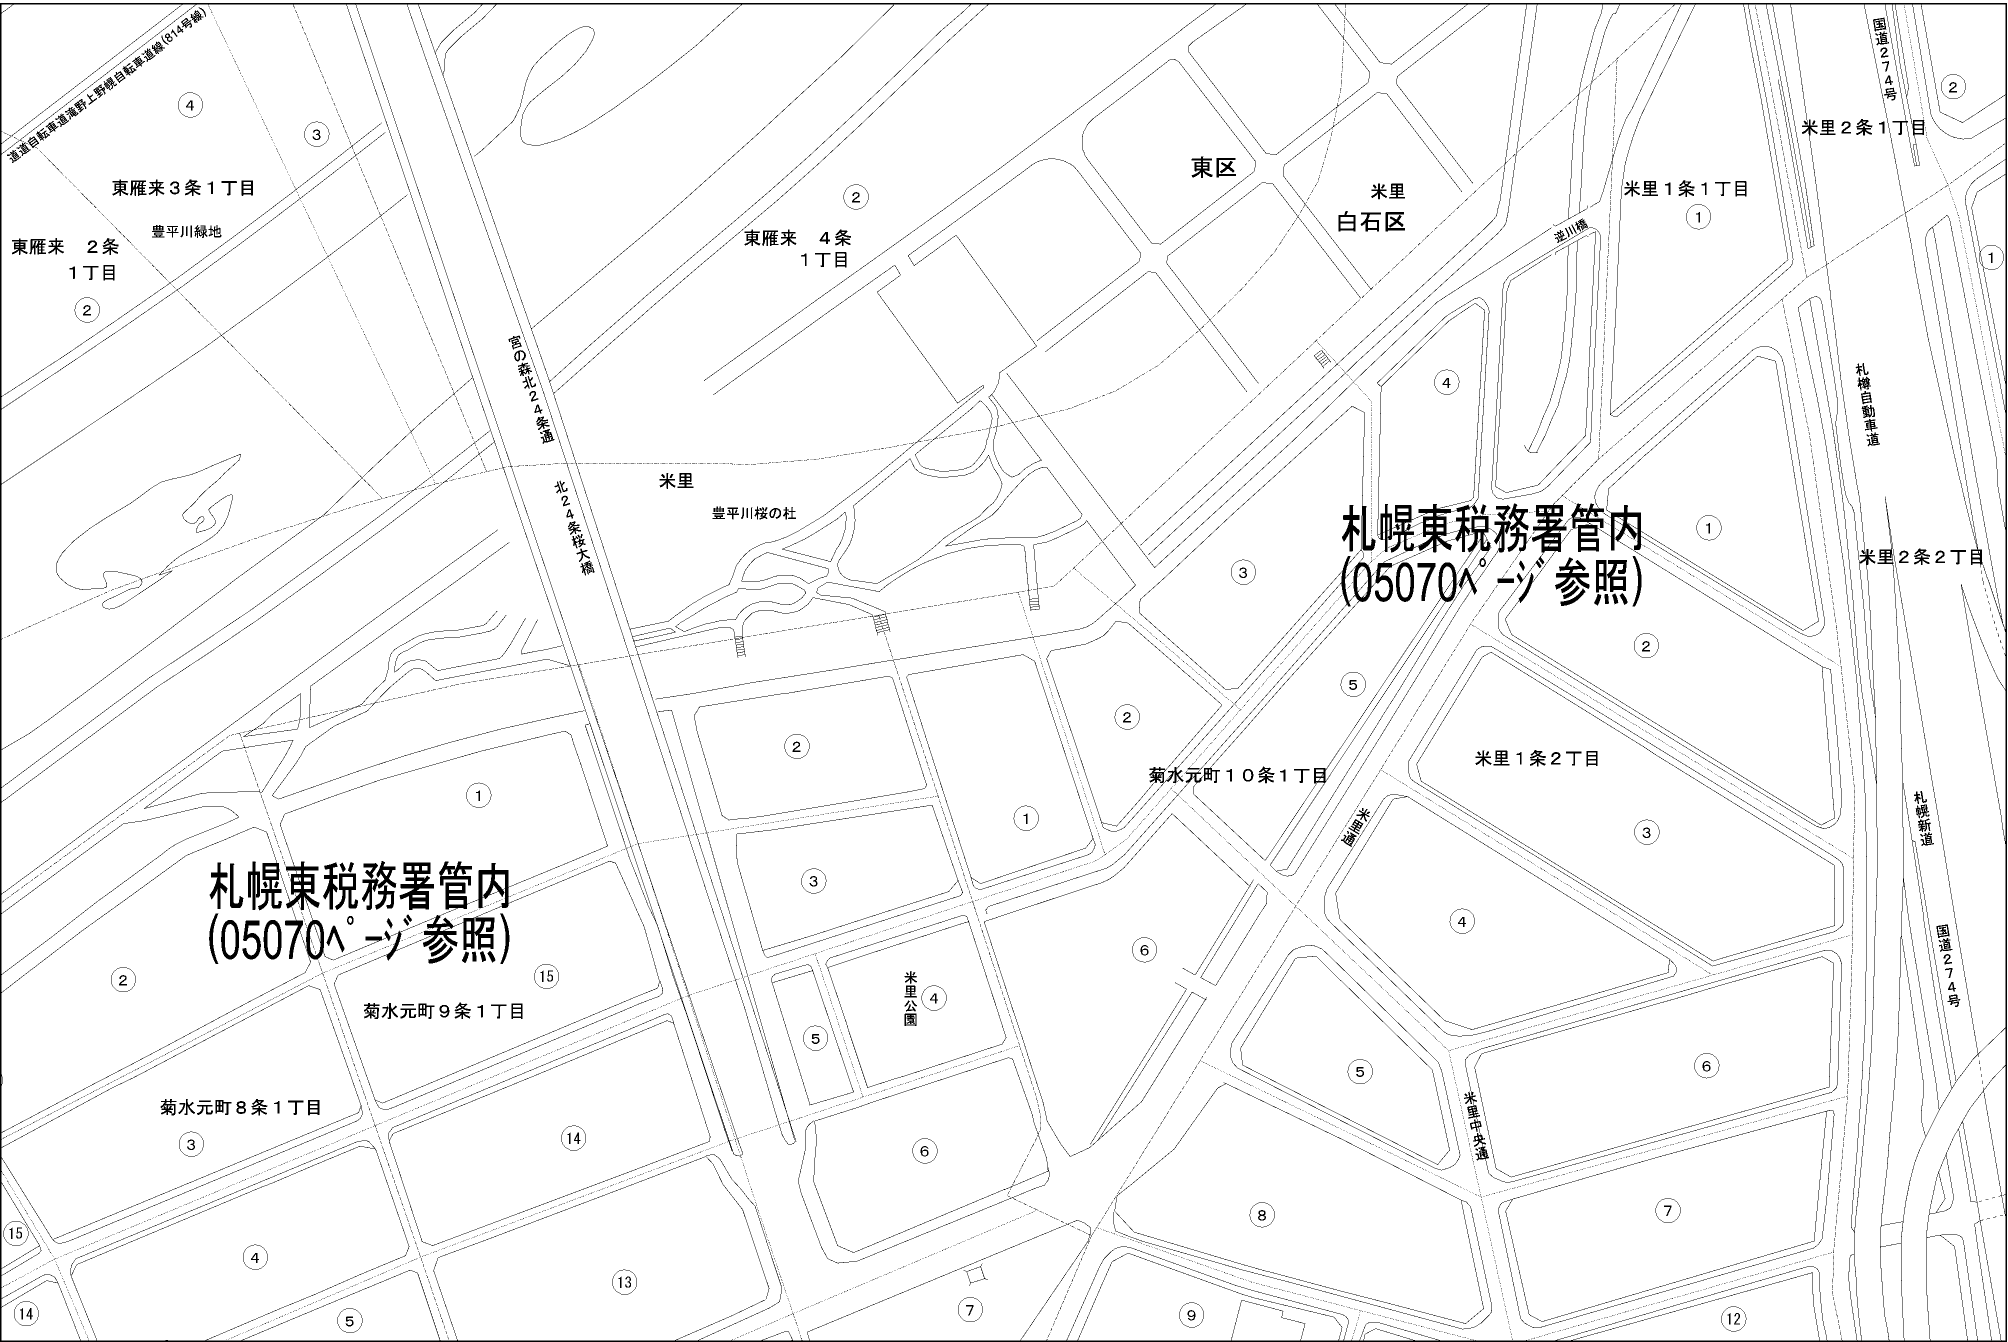 道道自転車道滝野上野幌自転車道線(814号線)
国道274号
④
③
②
米里2条1丁目
東雁来3条1丁目
東区
米里
白石区
米里1条1丁目
①
②
豊平川緑地
東雁来 2条
1丁目
②
東雁来 4条
1丁目
逆川橋
①
宮の森北24条通
④
札樽自動車道
米里
北24条桜大橋
豊平川桜の杜
札幌東税務署管内
(05070ページ参照)
①
米里2条2丁目
③
②
⑤
②
②
米里1条2丁目
菊水元町10条1丁目
①
①
米里通
③
札幌新道
札幌東税務署管内
(05070ページ参照)
③
④
国道274号
②
⑮
⑥
米里公園
④
菊水元町9条1丁目
⑤
⑤
⑥
菊水元町8条1丁目
③
⑭
⑥
米里中央通
⑮
④
⑧
⑦
⑬
⑭
⑤
⑦
⑨
⑫